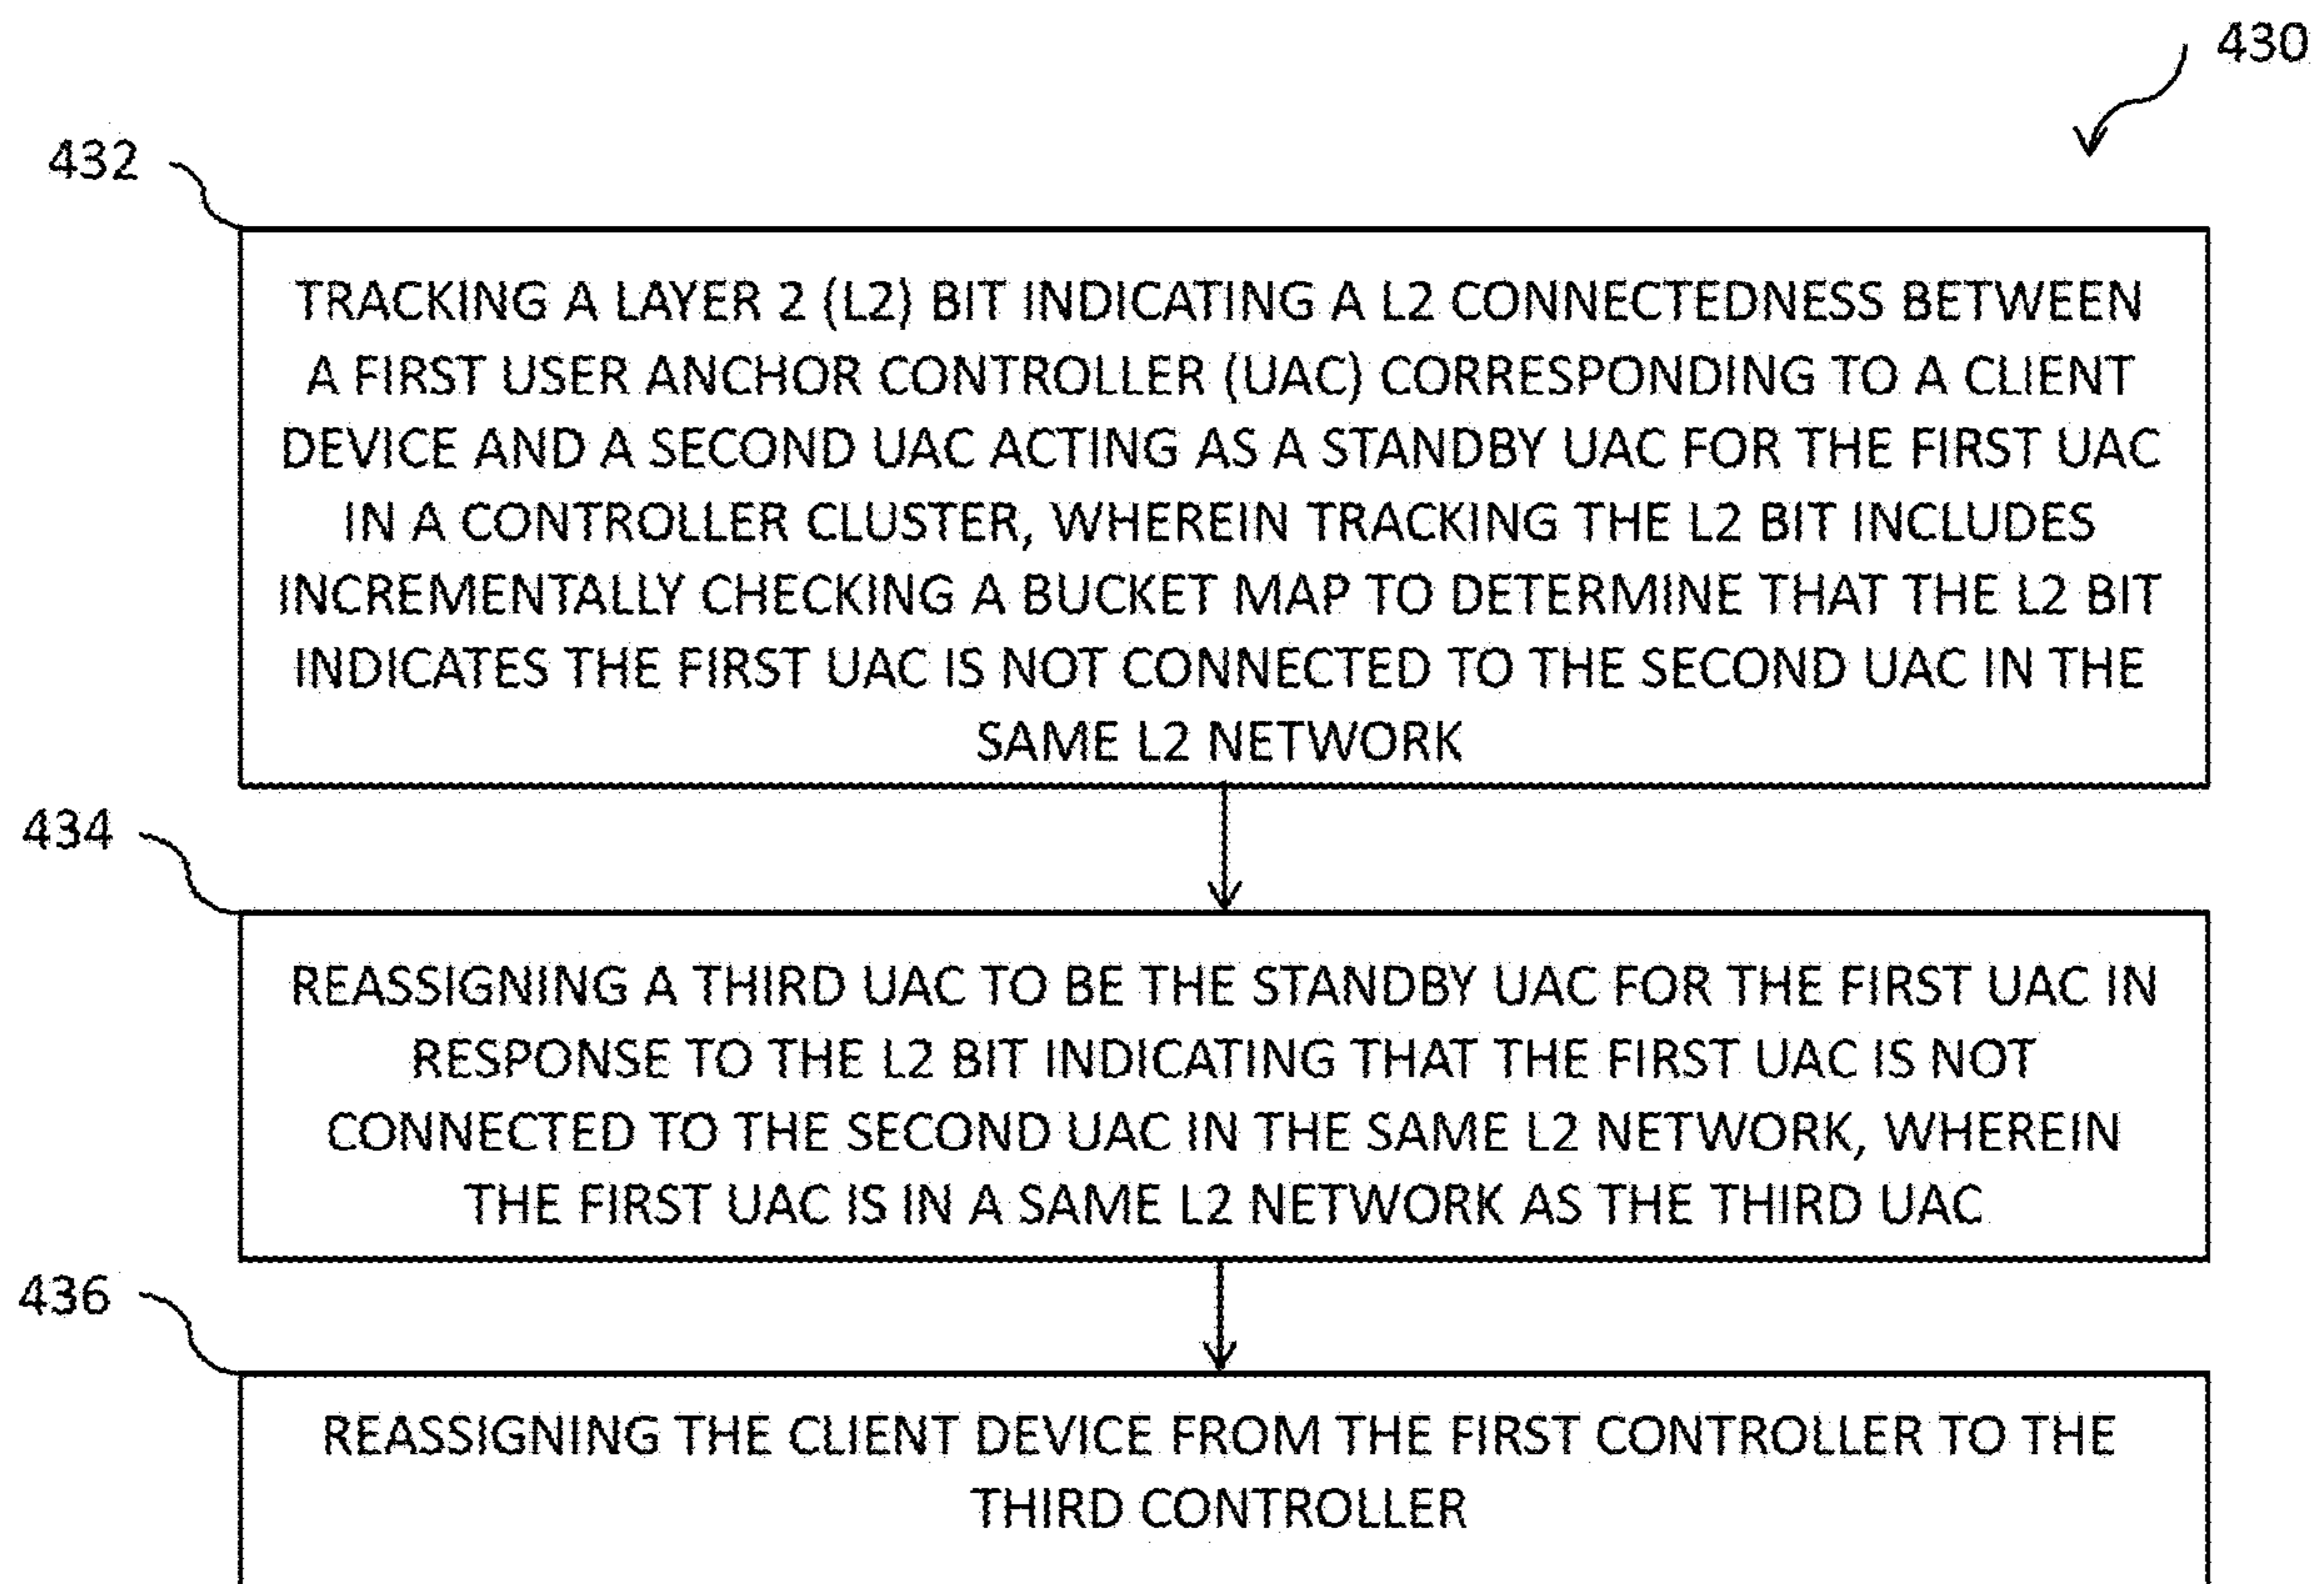 430
432
TRACKING A LAYER 2 (L2) BIT INDICATING A L2 CONNECTEDNESS BETWEEN
A FIRST USER ANCHOR CONTROLLER (UAC) CORRESPONDING TO A CLIENT
DEVICE AND A SECOND UAC ACTING AS A STANDBY UAC FOR THE FIRST UAC
IN A CONTROLLER CLUSTER, WHEREIN TRACKING THE L2 BIT INCLUDES
INCREMENTALLY CHECKING A BUCKET MAP TO DETERMINE THAT THE L2 BIT
INDICATES THE FIRST UAC IS NOT CONNECTED TO THE SECOND UAC IN THE
SAME L2 NETWORK
434
REASSIGNING A THIRD UAC TO BE THE STANDBY UAC FOR THE FIRST UAC IN
RESPONSE TO THE L2 BIT INDICATING THAT THE FIRST UAC IS NOT
CONNECTED TO THE SECOND UAC IN THE SAME L2 NETWORK, WHEREIN
THE FIRST UAC IS IN A SAME L2 NETWORK AS THE THIRD UAC
436
REASSIGNING THE CLIENT DEVICE FROM THE FIRST CONTROLLER TO THE
THIRD CONTROLLER